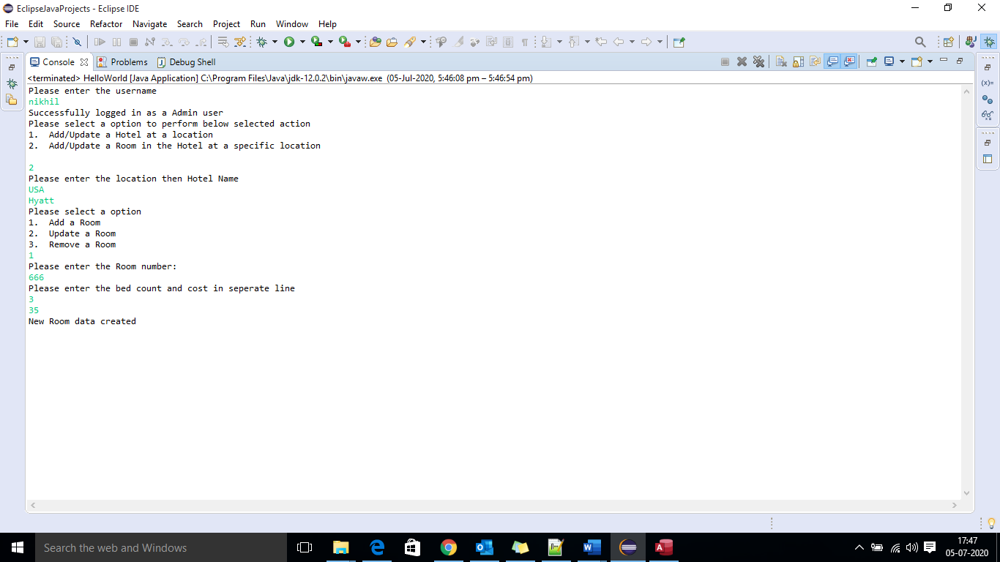 EclipseJavaProjects - Eclipse IDE
File Edit Source Refactor Navigate Search Project Run Window Help
Console Problems Debug Shell
<terminated> HelloWorld [Java Application] C:\Program Files\Java\jdk-12.0.2\bin\javaw.exe (05-Jul-2020, 5:46:08 pm – 5:46:54 pm)
Please enter the username
nikhil
Successfully logged in as a Admin user
Please select a option to perform below selected action
1. Add/Update a Hotel at a location
2. Add/Update a Room in the Hotel at a specific location
2
Please enter the location then Hotel Name
USA
Hyatt
Please select a option
1. Add a Room
2. Update a Room
3. Remove a Room
1
Please enter the Room number:
666
Please enter the bed count and cost in seperate line
3
35
New Room data created
Search the web and Windows
17:47
05-07-2020